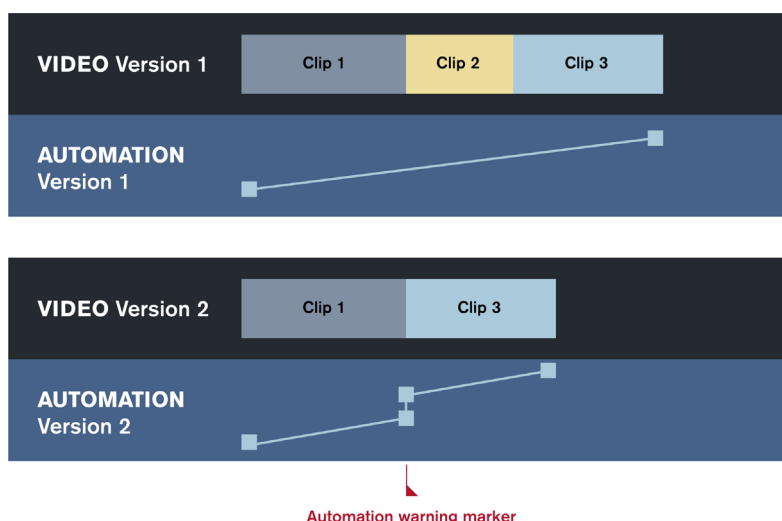 VIDEO Version 1
Clip 1
Clip 2
Clip 3
AUTOMATION
Version 1
VIDEO Version 2
Clip 1
Clip 3
AUTOMATION
Version 2
Automation warning marker